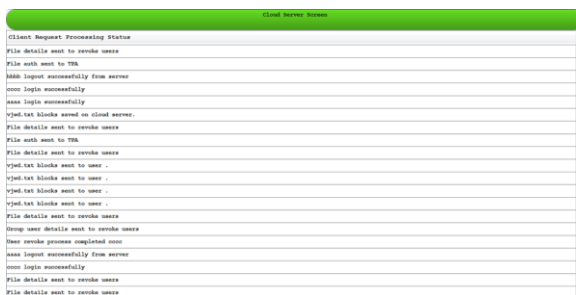 Cloud Server Screen
Client Request Processing Status
File details sent to revoke users
File auth sent to TPA
bbbb logout successfully from server
cccc login successfully
aaaa login successfully
vjwd.txt blocks saved on cloud server.
File details sent to revoke users
File auth sent to TPA
File details sent to revoke users
vjwd.txt blocks sent to user .
vjwd.txt blocks sent to user .
vjwd.txt blocks sent to user .
vjwd.txt blocks sent to user .
File details sent to revoke users
Group user details sent to revoke users
User revoke process completed cccc
aaaa logout successfully from server
cccc login successfully
File details sent to revoke users
File details sent to revoke users